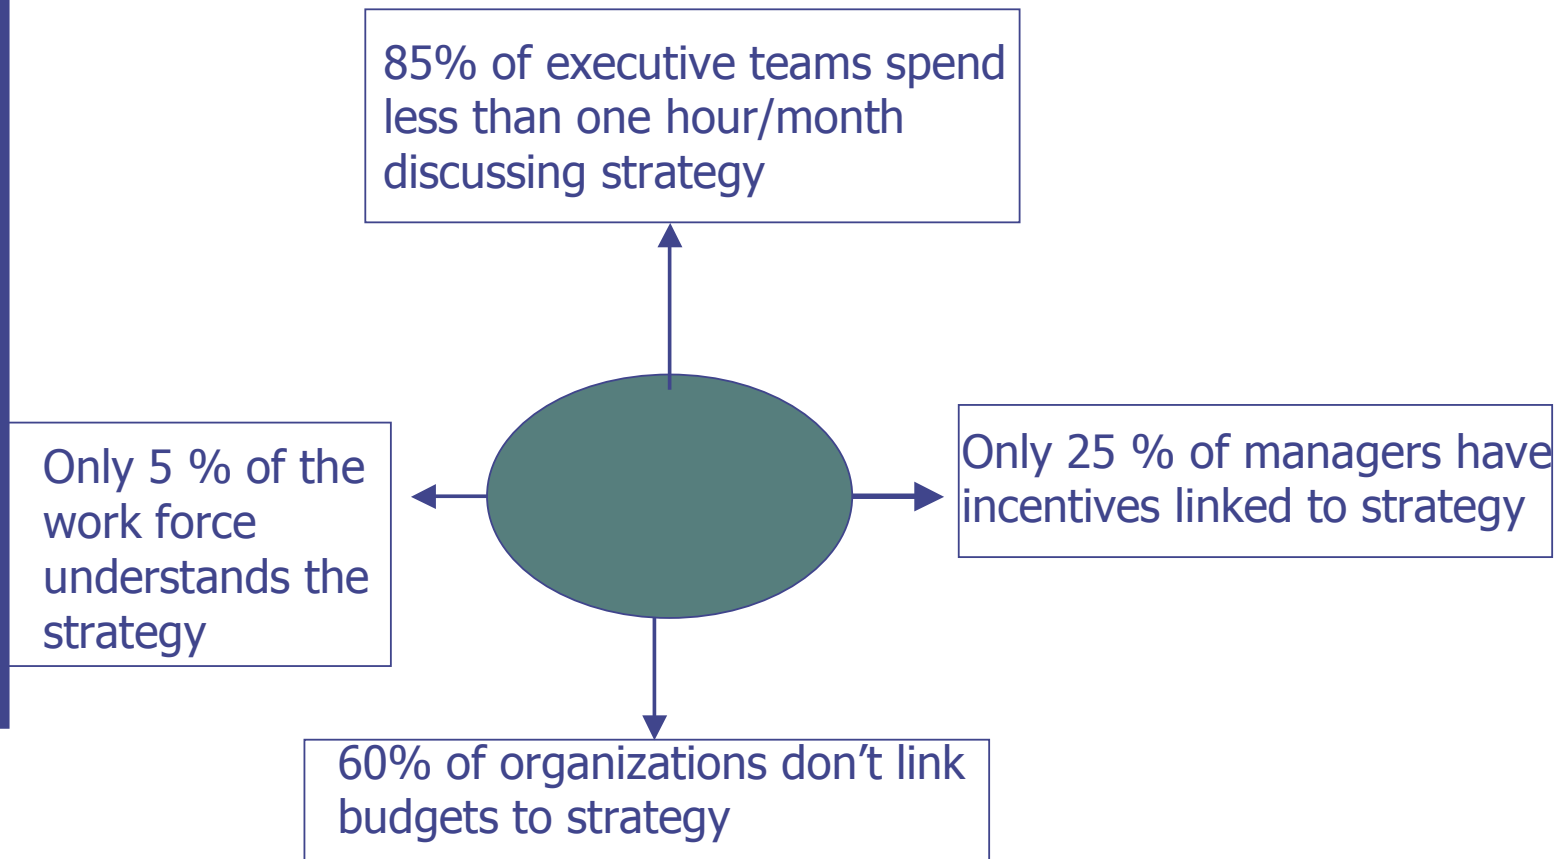 85% of executive teams spend
less than one hour/month
discussing strategy
Only 5 % of the
work force
understands the
strategy
Only 25 % of managers have
incentives linked to strategy
60% of organizations don’t link
budgets to strategy